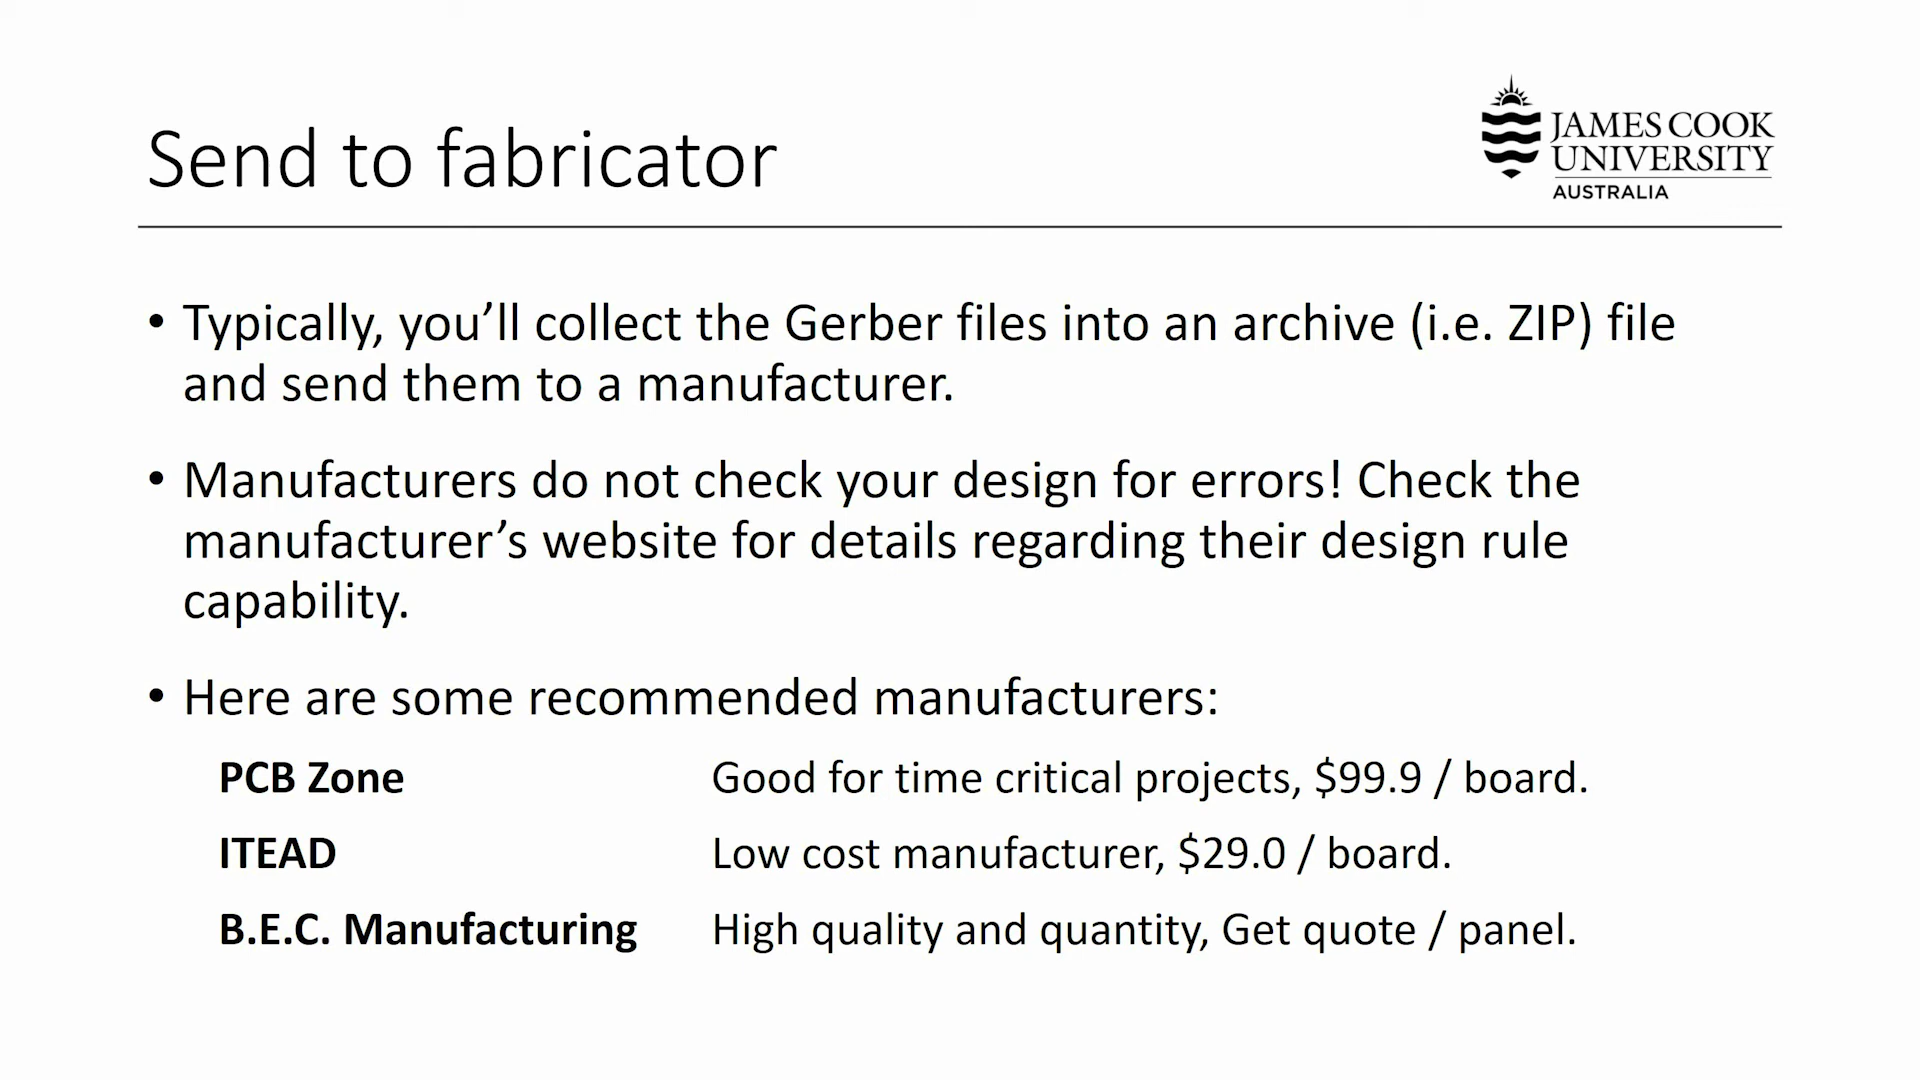 Send to fabricator
JAMES COOK
UNIVERSITY
AUSTRALIA
• Typically, you’ll collect the Gerber files into an archive (i.e. ZIP) file
and send them to a manufacturer.
• Manufacturers do not check your design for errors! Check the
manufacturer’s website for details regarding their design rule
capability.
• Here are some recommended manufacturers:
PCB Zone Good for time critical projects, $99.9 / board.
ITEAD Low cost manufacturer, $29.0 / board.
B.E.C. Manufacturing High quality and quantity, Get quote / panel.